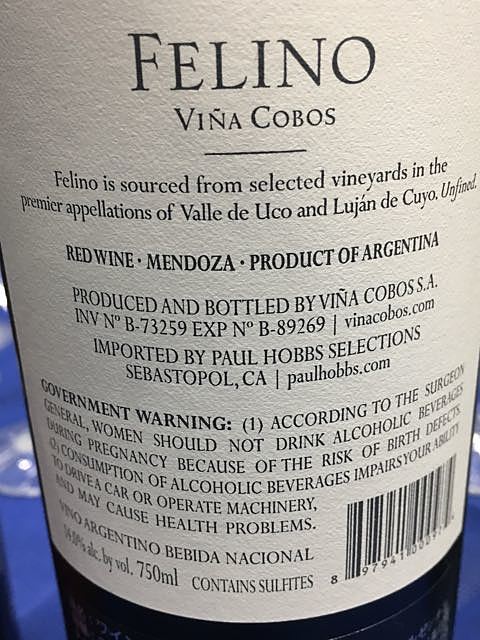 FELINO
VIÑA COBOS
Felino is sourced from selected vineyards in the
premier appellations of Valle de Uco and Luján de Cuyo. Unfined.
RED WINE · MENDOZA · PRODUCT OF ARGENTINA
PRODUCED AND BOTTLED BY VIÑA COBOS S.A.
INV Nº B-73259 EXP Nº B-89269 | vinacobos.com
IMPORTED BY PAUL HOBBS SELECTIONS
SEBASTOPOL, CA | paulhobbs.com
GOVERNMENT WARNING: (1) ACCORDING TO THE SURGEON
GENERAL, WOMEN SHOULD NOT DRINK ALCOHOLIC BEVERAGES
DURING PREGNANCY BECAUSE OF THE RISK OF BIRTH DEFECTS.
(2) CONSUMPTION OF ALCOHOLIC BEVERAGES IMPAIRS YOUR ABILITY
TO DRIVE A CAR OR OPERATE MACHINERY,
AND MAY CAUSE HEALTH PROBLEMS.
VINO ARGENTINO BEBIDA NACIONAL
alc. by vol. 750ml CONTAINS SULFITES